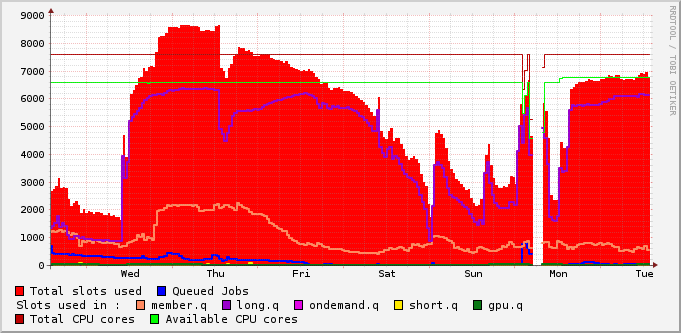 RRDTOOL / TOBI OETIKER
9000
8000
7000
6000
5000
4000
3000
2000
1000
0
Wed Thu Fri Sat Sun Mon Tue
Total slots used Queued Jobs
Slots used in : member.q long.q ondemand.q short.q gpu.q
Total CPU cores Available CPU cores